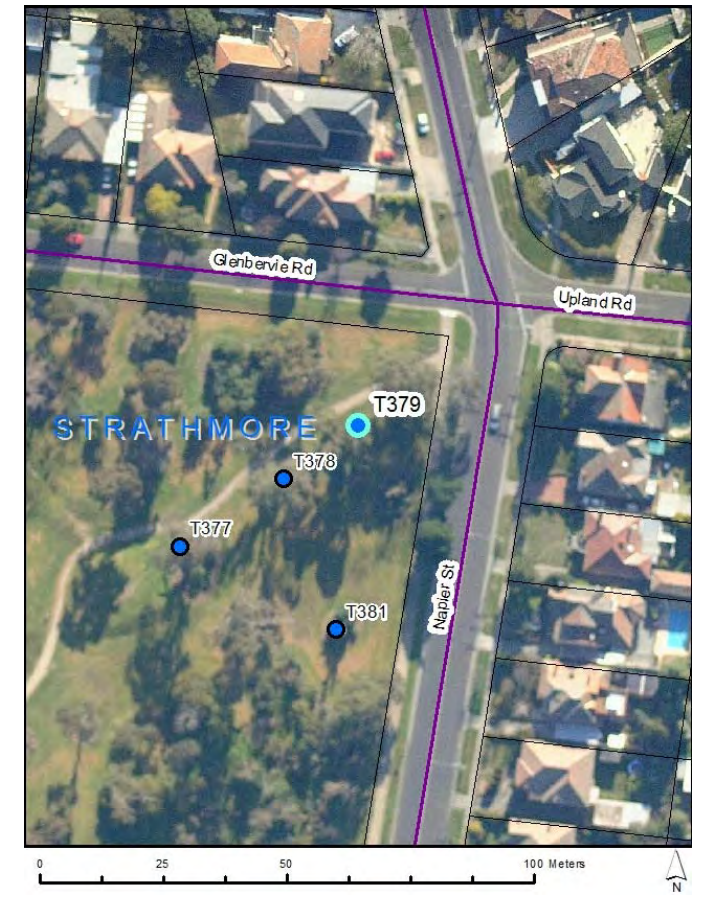 Glenbervie Rd
Upland Rd
T379
STRATHMORE
T378
T377
Napier St
T381
0 25 50 100 Meters
N